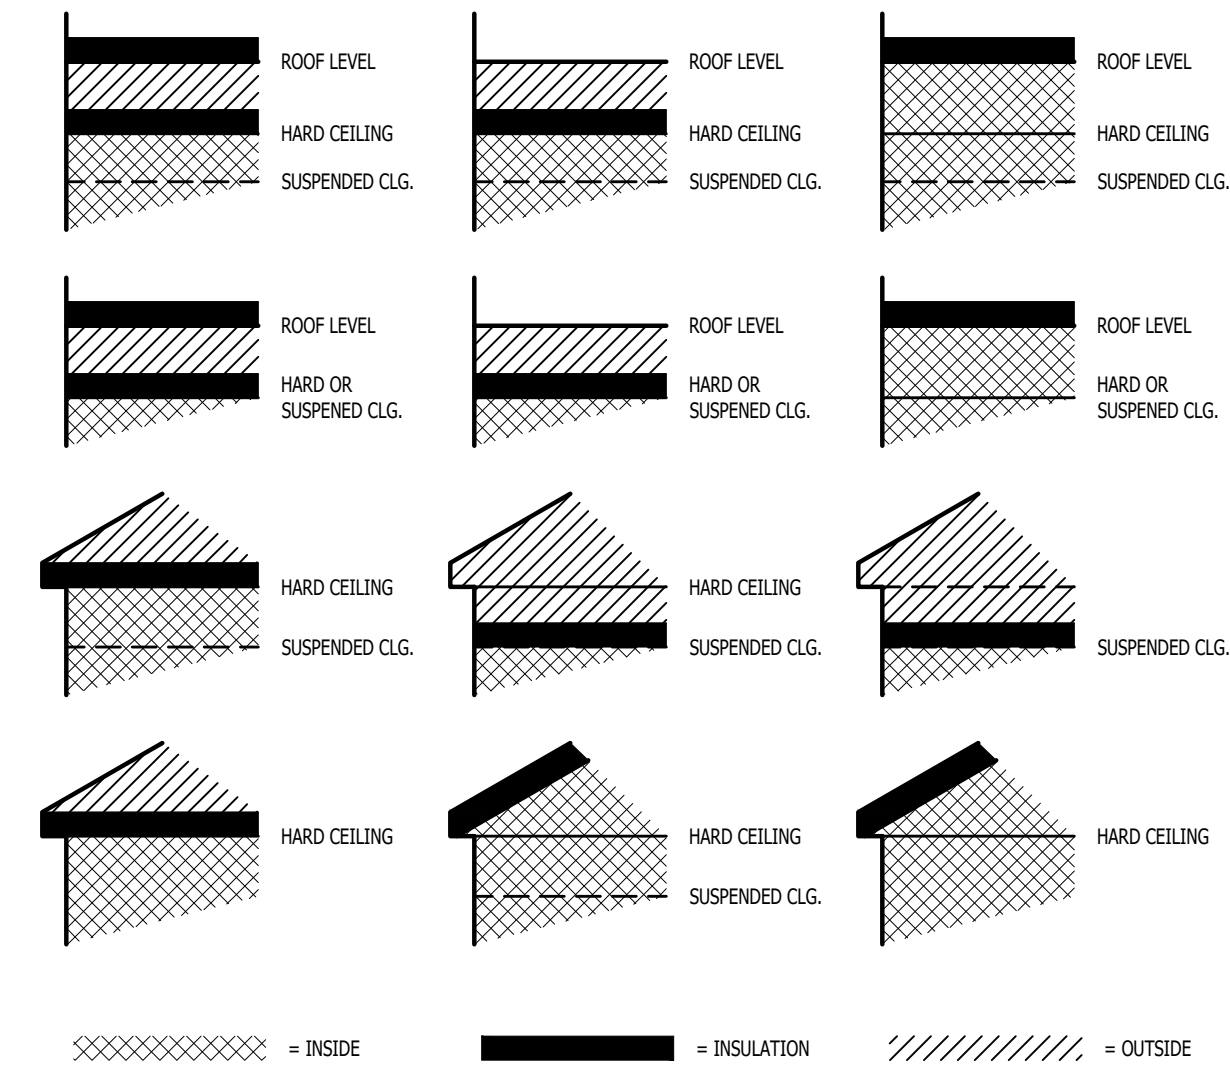 ROOF LEVEL
HARD CEILING
SUSPENDED CLG.
ROOF LEVEL
HARD CEILING
SUSPENDED CLG.
ROOF LEVEL
HARD CEILING
SUSPENDED CLG.
ROOF LEVEL
HARD OR
SUSPENED CLG.
ROOF LEVEL
HARD OR
SUSPENED CLG.
ROOF LEVEL
HARD OR
SUSPENED CLG.
HARD CEILING
SUSPENDED CLG.
HARD CEILING
SUSPENDED CLG.
SUSPENDED CLG.
HARD CEILING
HARD CEILING
SUSPENDED CLG.
HARD CEILING
= INSIDE
= INSULATION
= OUTSIDE